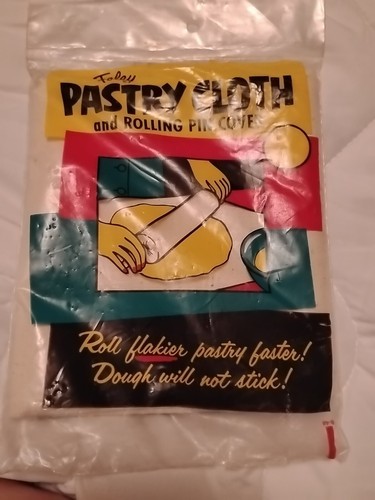 Foley
PASTRY CLOTH
and ROLLING PIN COVER
Roll flakier pastry faster!
Dough will not stick!